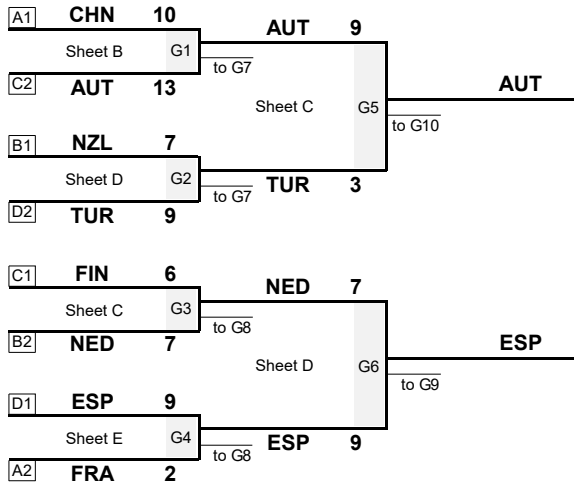 A1 CHN 10
Sheet B G1
to G7
C2 AUT 13
AUT 9
Sheet C G5
to G10
AUT
B1 NZL 7
Sheet D G2
to G7
D2 TUR 9
TUR 3
C1 FIN 6
Sheet C G3
to G8
B2 NED 7
NED 7
Sheet D G6
to G9
ESP
D1 ESP 9
Sheet E G4
to G8
A2 FRA 2
ESP 9